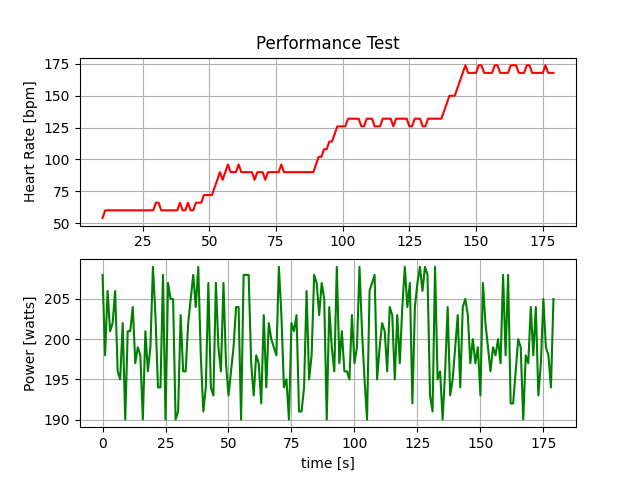 Performance Test
Heart Rate [bpm]
175
150
125
100
75
50
25 50 75 100 125 150 175
Power [watts]
205
200
195
190
0 25 50 75 100 125 150 175
time [s]